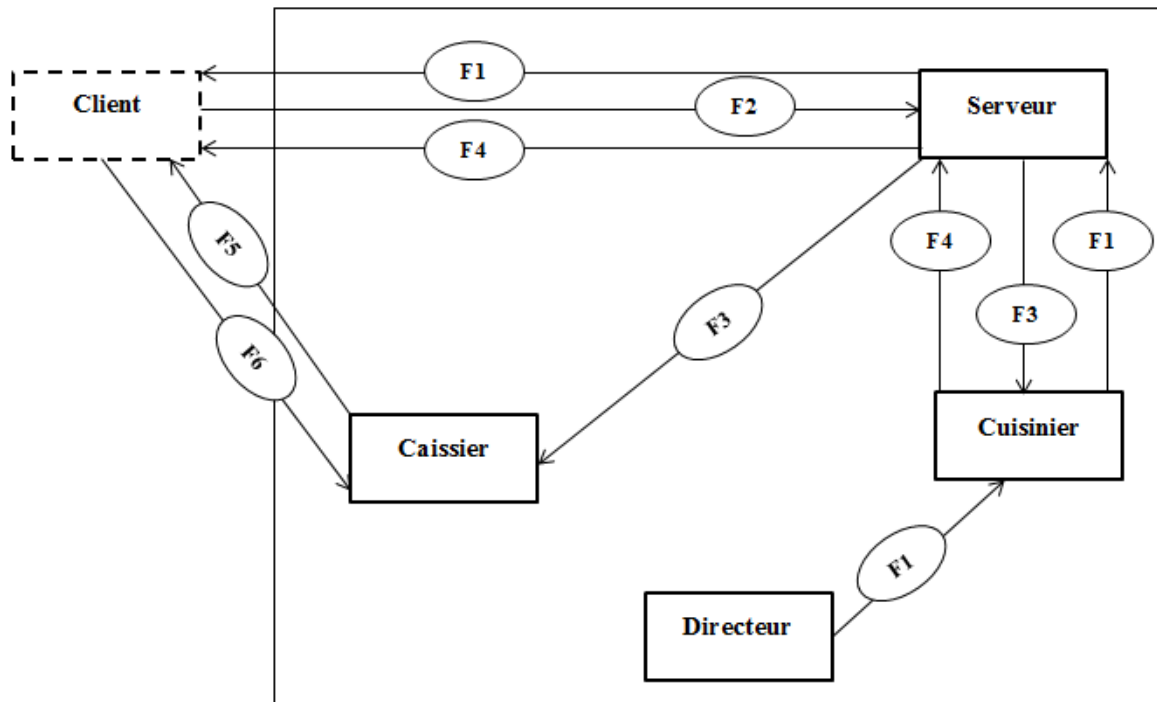 F1
Client
Serveur
F2
F4
F5
F4
F1
F3
F3
F6
Caissier
Cuisinier
F1
Directeur